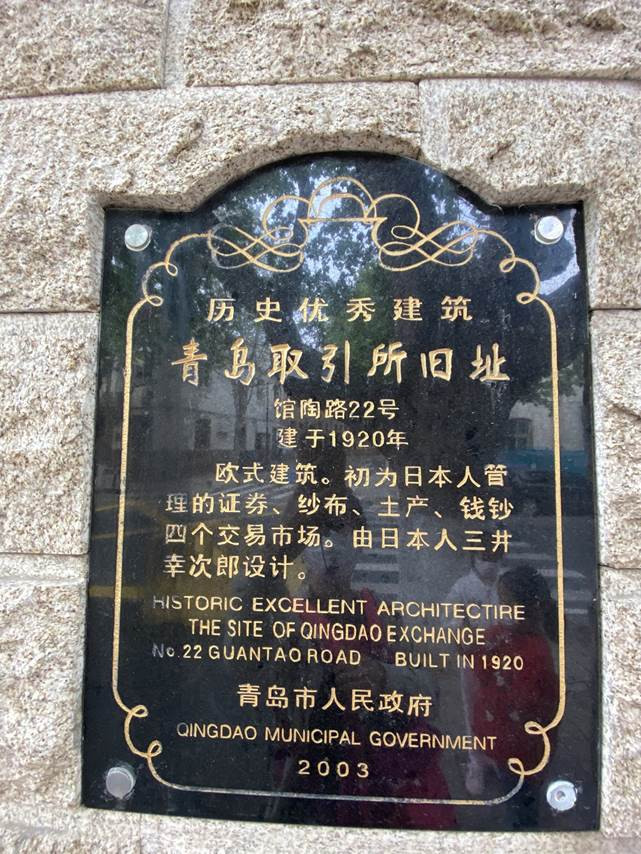 历史优秀建筑
青岛取引所旧址
馆陶路22号
建于1920年
欧式建筑。初为日本人管
理的证券、纱布、土产、钱钞
四个交易市场。由日本人三井
幸次郎设计。
HISTORIC EXCELLENT ARCHITECTIRE
THE SITE OF QINGDAO EXCHANGE
No.22 GUANTAO ROAD BUILT IN 1920
青岛市人民政府
QINGDAO MUNICIPAL GOVERNMENT
2003